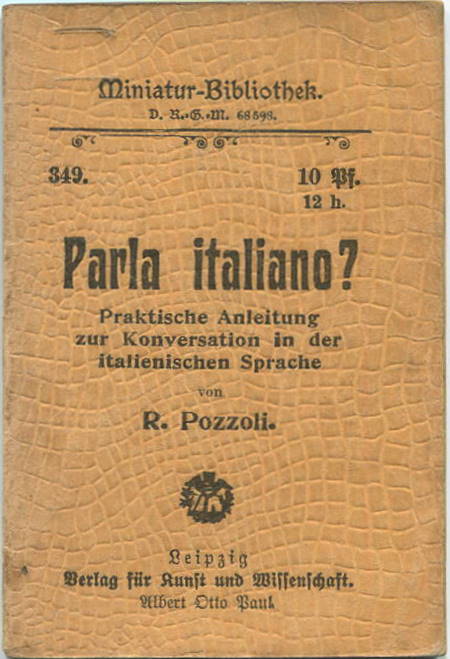 Miniatur-Bibliothek.
D. R.-G.-M. 68598.
349.
10 Pf.
12 h.
Parla italiano?
Praktische Anleitung
zur Konversation in der
italienischen Sprache
von
R. Pozzoli.
Leipzig
Verlag für Kunst und Wissenschaft.
Albert Otto Paul